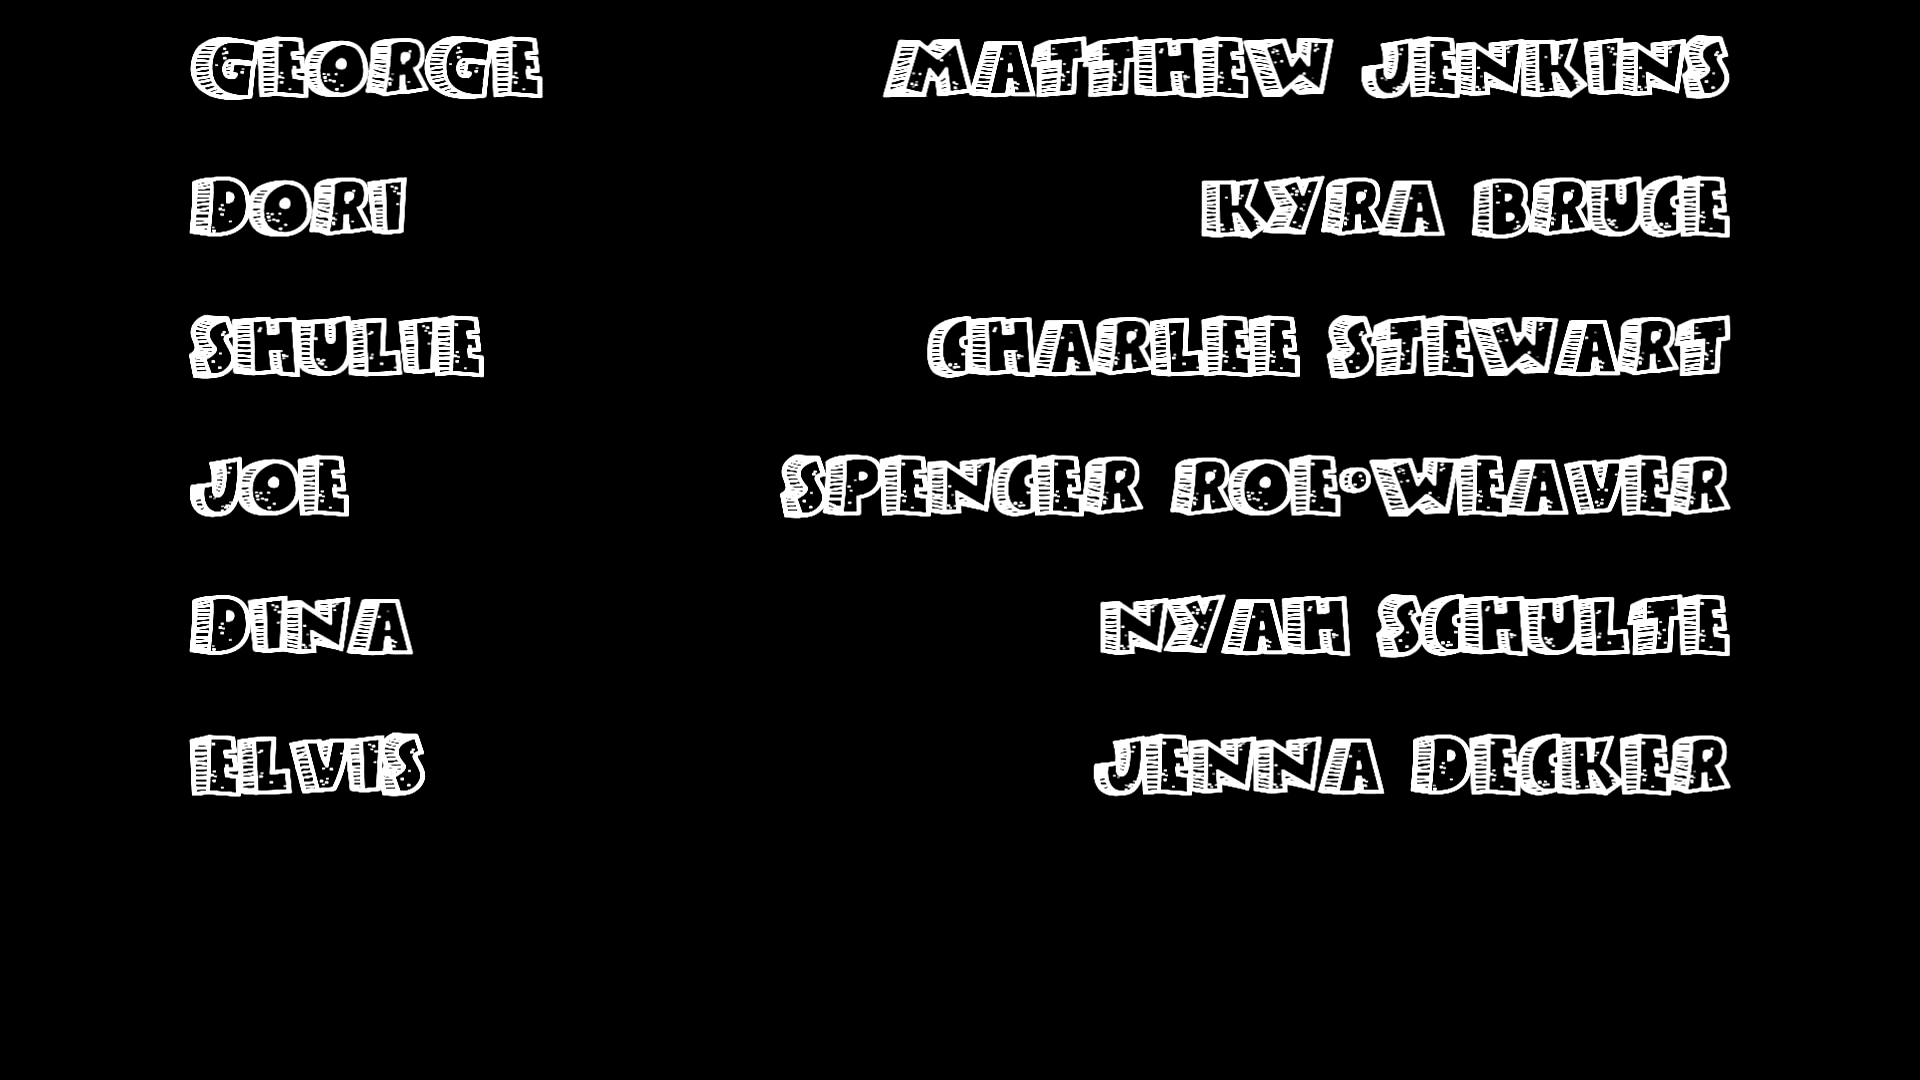 GEORGE MATTHEW JENKINS
DORI KYRA BRUCE
SHULIE CHARLEE STEWART
JOE SPENCER ROE-WEAVER
DINA NYAH SCHULTE
ELVIS JENNA DECKER